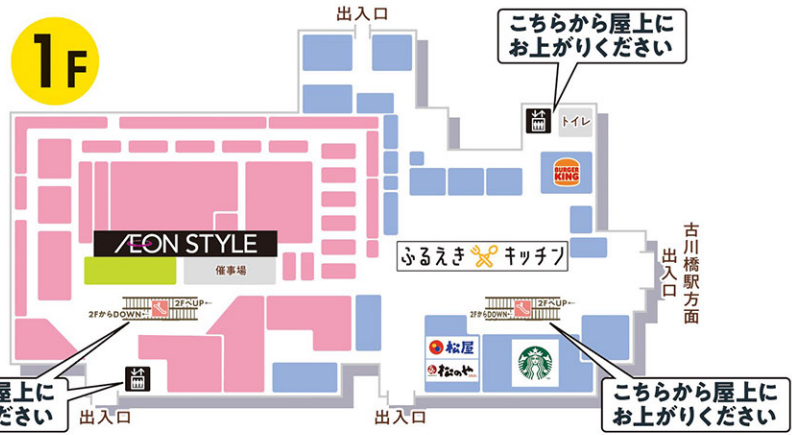 1F
出入口
こちらから屋上に
お上がりください
トイレ
BURGER
KING
ÆON STYLE
催事場
ふるえき キッチン
古川橋駅方面
出入口
2FへUP←
2FからDOWN←
2FへUP←
2FからDOWN←
松屋
松のや
屋上に
ださい
出入口
出入口
こちらから屋上に
お上がりください